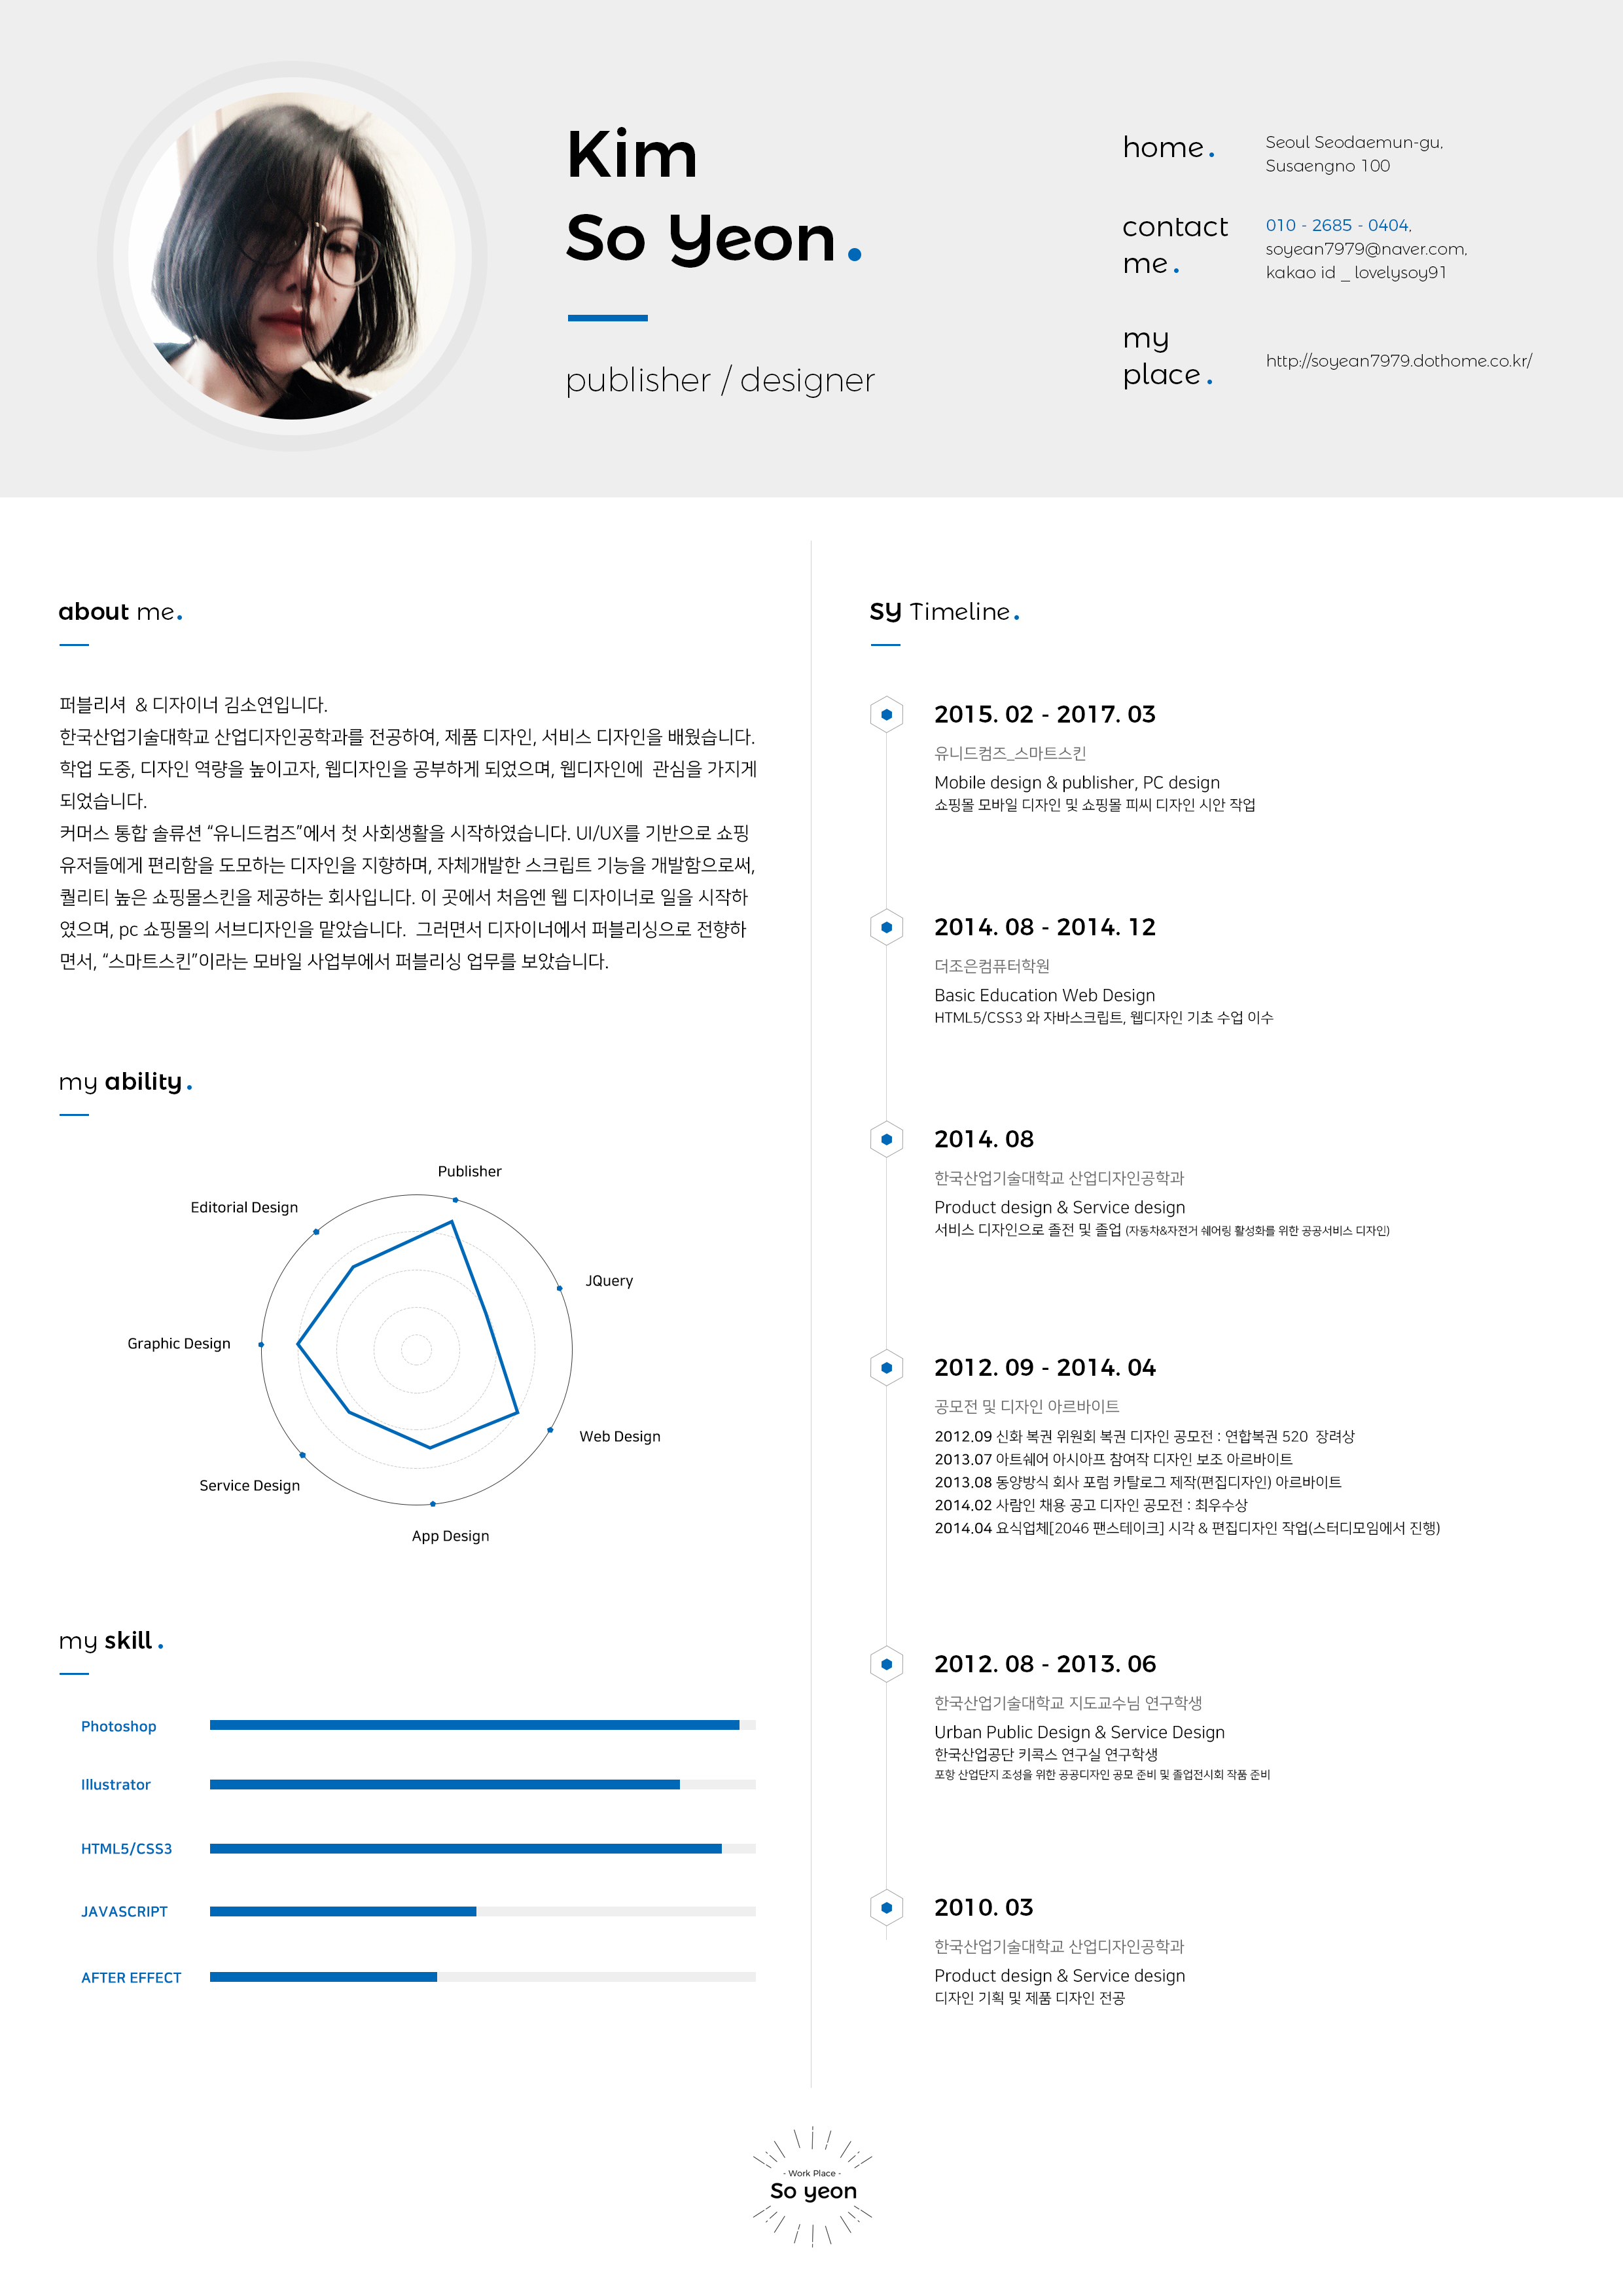 Kim
So Yeon.
publisher / designer
home.
Seoul Seodaemun-gu,
Susaengno 100
contact
me.
010 - 2685 - 0404,
soyean7979@naver.com,
kakao id _ lovelysoy91
my
place.
http://soyean7979.dothome.co.kr/
about me.
퍼블리셔 & 디자이너 김소연입니다.
한국산업기술대학교 산업디자인공학과를 전공하여, 제품 디자인, 서비스 디자인을 배웠습니다.
학업 도중, 디자인 역량을 높이고자, 웹디자인을 공부하게 되었으며, 웹디자인에 관심을 가지게
되었습니다.
커머스 통합 솔류션 “유니드컴즈”에서 첫 사회생활을 시작하였습니다. UI/UX를 기반으로 쇼핑
유저들에게 편리함을 도모하는 디자인을 지향하며, 자체개발한 스크립트 기능을 개발함으로써,
퀄리티 높은 쇼핑몰스킨을 제공하는 회사입니다. 이 곳에서 처음엔 웹 디자이너로 일을 시작하
였으며, pc 쇼핑몰의 서브디자인을 맡았습니다. 그러면서 디자이너에서 퍼블리싱으로 전향하
면서, “스마트스킨”이라는 모바일 사업부에서 퍼블리싱 업무를 보았습니다.
my ability.
Publisher
Editorial Design
JQuery
Graphic Design
Web Design
Service Design
App Design
my skill.
Photoshop
Illustrator
HTML5/CSS3
JAVASCRIPT
AFTER EFFECT
SY Timeline.
2015. 02 - 2017. 03
유니드컴즈_스마트스킨
Mobile design & publisher, PC design
쇼핑몰 모바일 디자인 및 쇼핑몰 피씨 디자인 시안 작업
2014. 08 - 2014. 12
더조은컴퓨터학원
Basic Education Web Design
HTML5/CSS3 와 자바스크립트, 웹디자인 기초 수업 이수
2014. 08
한국산업기술대학교 산업디자인공학과
Product design & Service design
서비스 디자인으로 졸전 및 졸업 (자동차&자전거 쉐어링 활성화를 위한 공공서비스 디자인)
2012. 09 - 2014. 04
공모전 및 디자인 아르바이트
2012.09 신화 복권 위원회 복권 디자인 공모전 : 연합복권 520 장려상
2013.07 아트쉐어 아시아프 참여작 디자인 보조 아르바이트
2013.08 동양방식 회사 포럼 카탈로그 제작(편집디자인) 아르바이트
2014.02 사람인 채용 공고 디자인 공모전 : 최우수상
2014.04 요식업체[2046 팬스테이크] 시각 & 편집디자인 작업(스터디모임에서 진행)
2012. 08 - 2013. 06
한국산업기술대학교 지도교수님 연구학생
Urban Public Design & Service Design
한국산업공단 키콕스 연구실 연구학생
포항 산업단지 조성을 위한 공공디자인 공모 준비 및 졸업전시회 작품 준비
2010. 03
한국산업기술대학교 산업디자인공학과
Product design & Service design
디자인 기획 및 제품 디자인 전공
- Work Place -
So yeon